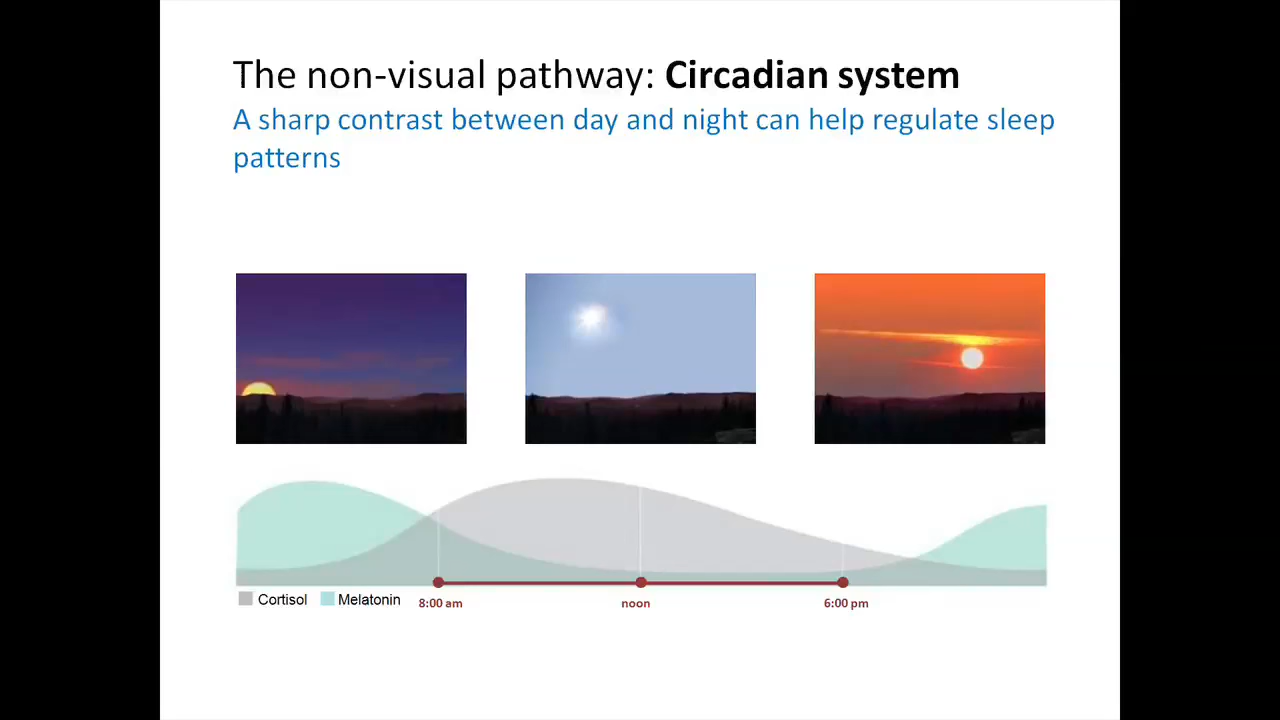 The non-visual pathway: Circadian system
A sharp contrast between day and night can help regulate sleep
patterns
Cortisol Melatonin 8:00 am noon 6:00 pm